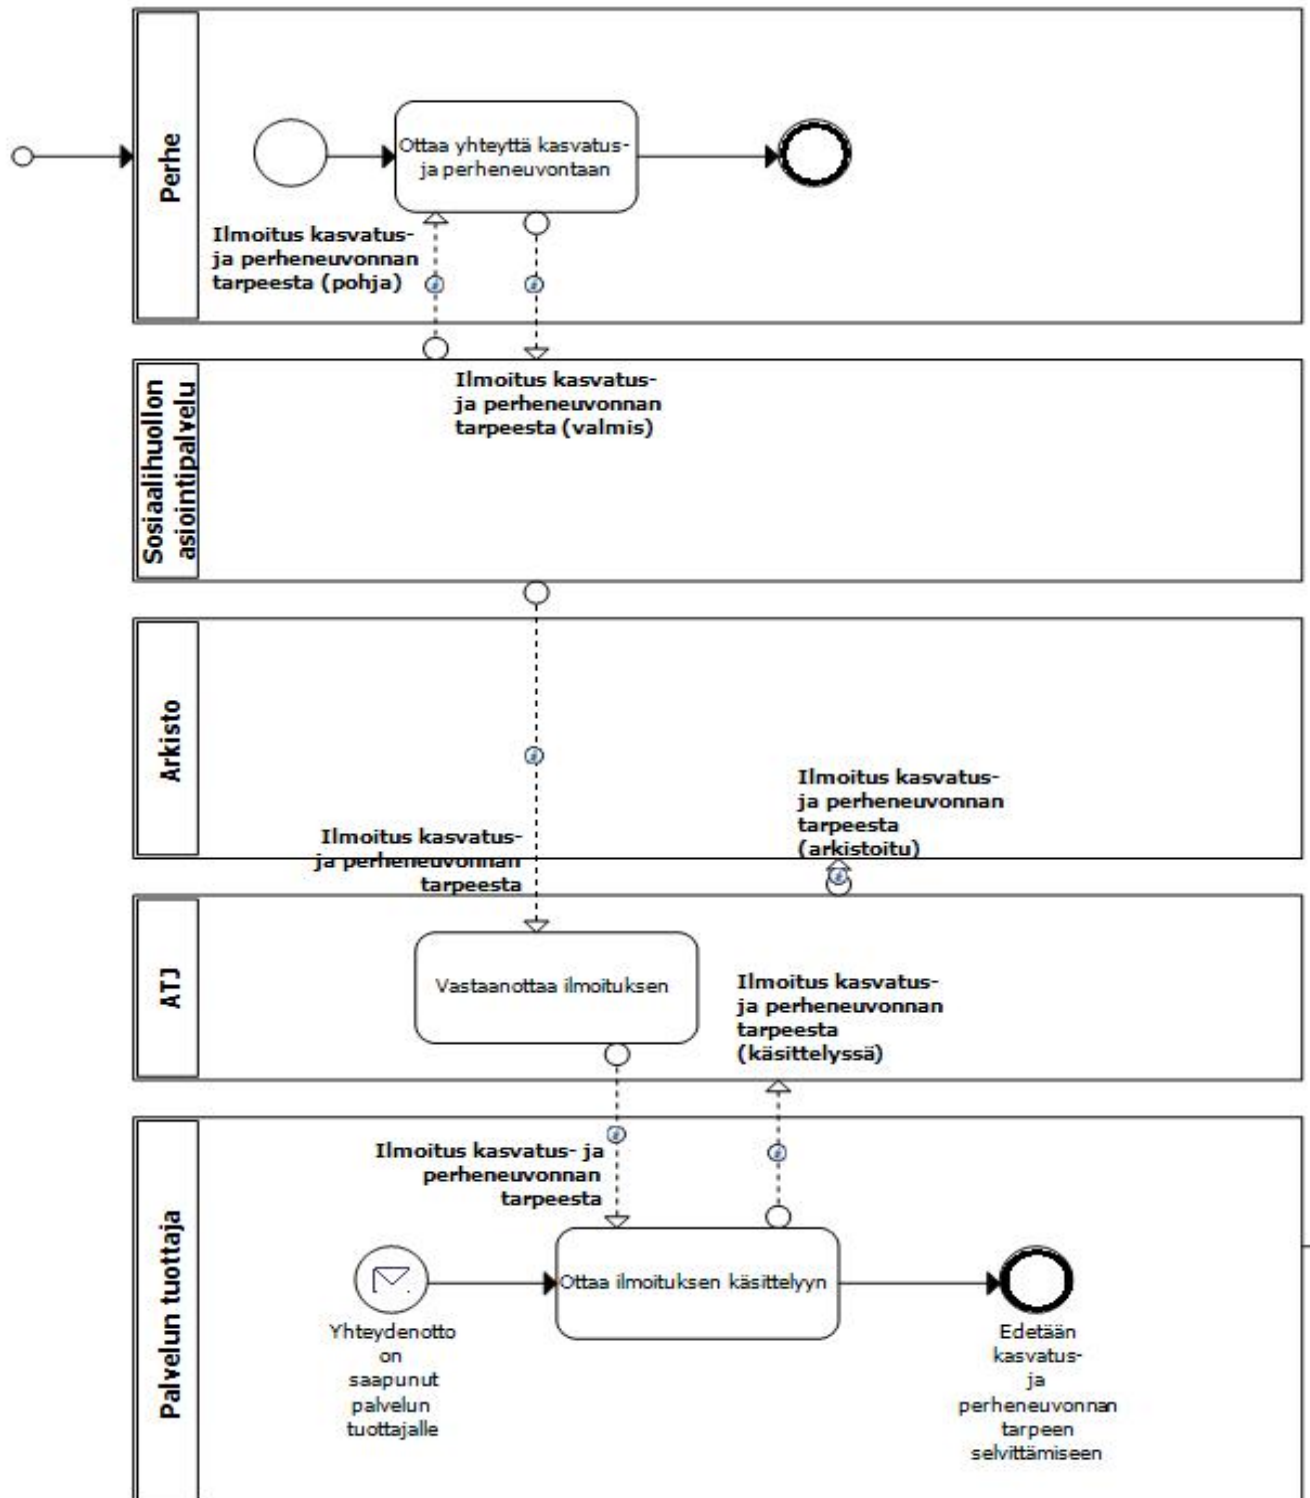 Perhe
Ottaa yhteyttä kasvatus-
ja perheneuvontaan
Ilmoitus kasvatus-
ja perheneuvonnan
tarpeesta (pohja)
Sosiaalihuollon
asiointipalvelu
Ilmoitus kasvatus-
ja perheneuvonnan
tarpeesta (valmis)
Arkisto
Ilmoitus kasvatus-
ja perheneuvonnan
tarpeesta
(arkistoitu)
Ilmoitus kasvatus-
ja perheneuvonnan
tarpeesta
ATJ
Vastaanottaa ilmoituksen
Ilmoitus kasvatus-
ja perheneuvonnan
tarpeesta
(käsittelyssä)
Palvelun tuottaja
Ilmoitus kasvatus- ja
perheneuvonnan
tarpeesta
Ottaa ilmoituksen käsittelyyn
Yhteydenotto
on
saapunut
palvelun
tuottajalle
Edetään
kasvatus-
ja
perheneuvonnan
tarpeen
selvittämiseen